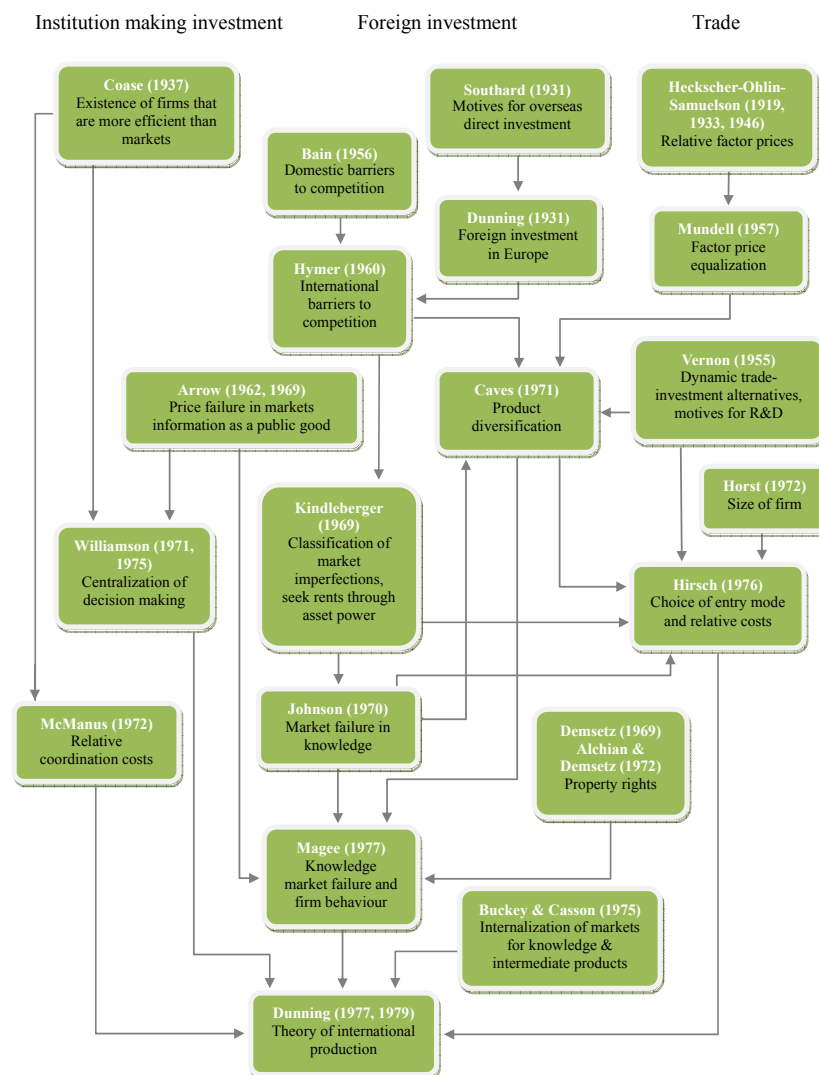 Institution making investment
Foreign investment
Trade
Coase (1937)
Existence of firms that
are more efficient than
markets
Southard (1931)
Motives for overseas
direct investment
Heckscher-Ohlin-
Samuelson (1919,
1933, 1946)
Relative factor prices
Bain (1956)
Domestic barriers
to competition
Dunning (1931)
Foreign investment
in Europe
Mundell (1957)
Factor price
equalization
Hymer (1960)
International
barriers to
competition
Vernon (1955)
Dynamic trade-
investment alternatives,
motives for R&D
Arrow (1962, 1969)
Price failure in markets
information as a public good
Caves (1971)
Product
diversification
Horst (1972)
Size of firm
Kindleberger
(1969)
Classification of
market
imperfections,
seek rents through
asset power
Williamson (1971,
1975)
Centralization of
decision making
Hirsch (1976)
Choice of entry mode
and relative costs
Johnson (1970)
Market failure in
knowledge
McManus (1972)
Relative
coordination costs
Demsetz (1969)
Alchian &
Demsetz (1972)
Property rights
Magee (1977)
Knowledge
market failure and
firm behaviour
Buckey & Casson (1975)
Internalization of markets
for knowledge &
intermediate products
Dunning (1977, 1979)
Theory of international
production